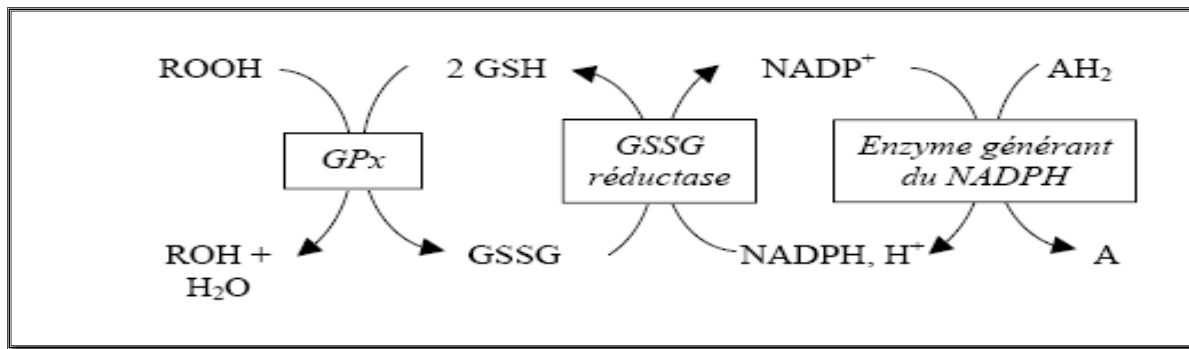 ROOH 2 GSH NADP⁺ AH₂
GPx
GSSG
réductase
Enzyme générant
du NADPH
ROH +
H₂O
GSSG NADPH, H⁺ A